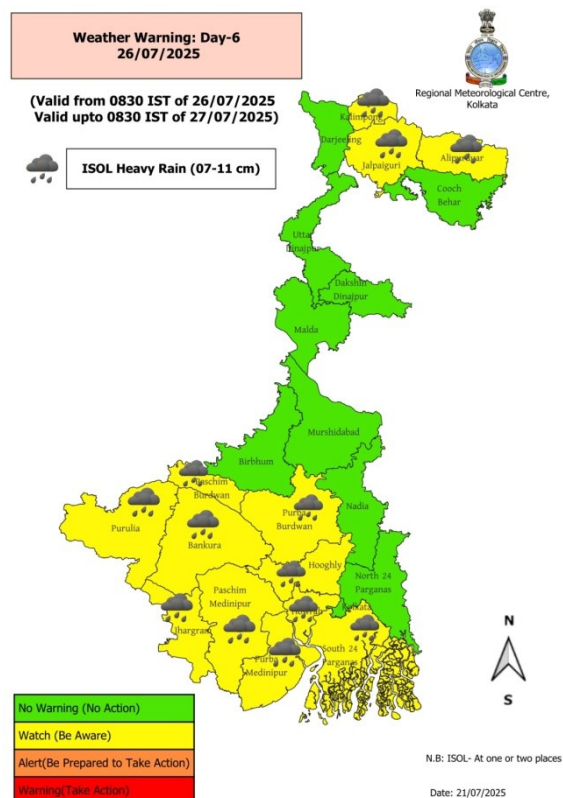 Weather Warning: Day-6
26/07/2025
Regional Meteorological Centre,
Kolkata
(Valid from 0830 IST of 26/07/2025
Valid upto 0830 IST of 27/07/2025)
ISOL Heavy Rain (07-11 cm)
Kalimpong
Darjeeling
Jalpaiguri
Alipurduar
Cooch
Behar
Uttar
Dinajpur
Dakshin
Dinajpur
Malda
Murshidabad
Birbhum
Paschim
Burdwan
Purulia
Bankura
Purba
Burdwan
Nadia
Hooghly
North 24
Parganas
Kolkata
Paschim
Medinipur
Jhargram
South 24
Parganas
Purba
Medinipur
N
S
No Warning (No Action)
Watch (Be Aware)
Alert(Be Prepared to Take Action)
Warning(Take Action)
N.B: ISOL- At one or two places
Date: 21/07/2025